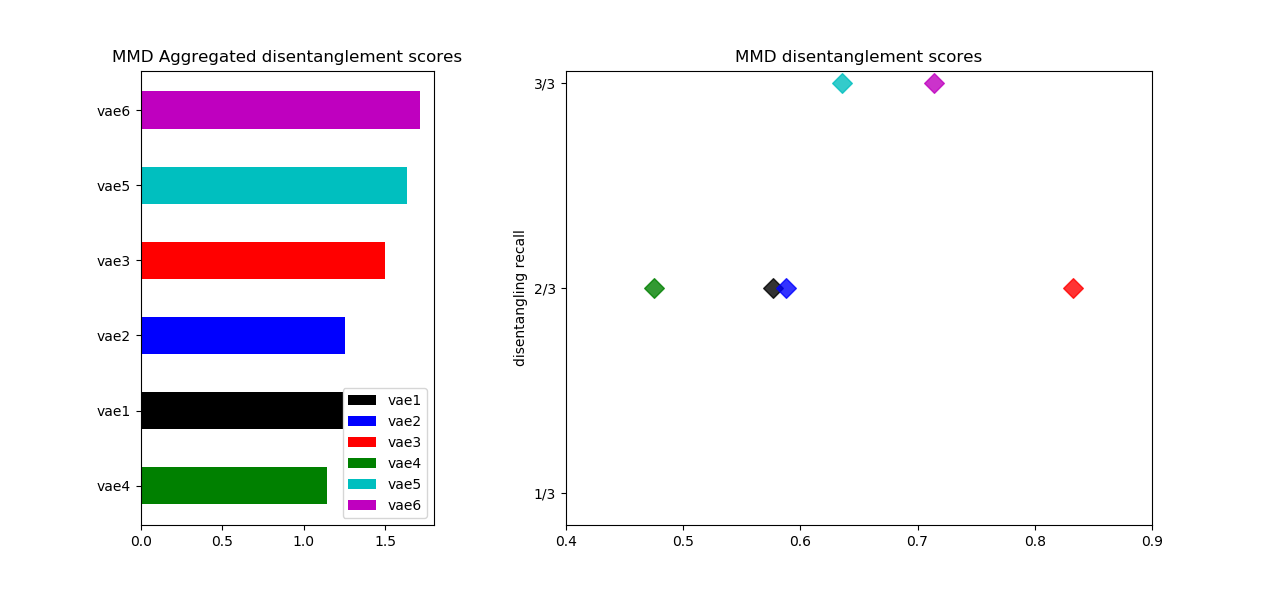 MMD Aggregated disentanglement scores
vae6
vae5
vae3
vae2
vae1
vae4
0.0 0.5 1.0 1.5
vae1
vae2
vae3
vae4
vae5
vae6
MMD disentanglement scores
disentangling recall
3/3
2/3
1/3
0.4 0.5 0.6 0.7 0.8 0.9